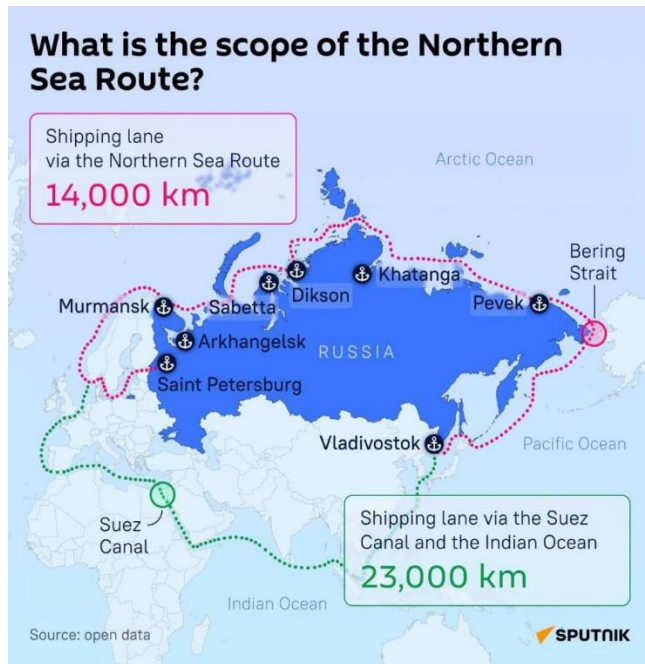 What is the scope of the Northern
Sea Route?
Shipping lane
via the Northern Sea Route
14,000 km
Arctic Ocean
Bering
Strait
Khatanga
Dikson
Sabetta
Pevek
Murmansk
Arkhangelsk
RUSSIA
Saint Petersburg
Vladivostok
Pacific Ocean
Suez
Canal
Shipping lane via the Suez
Canal and the Indian Ocean
23,000 km
Indian Ocean
Source: open data
SPUTNIK